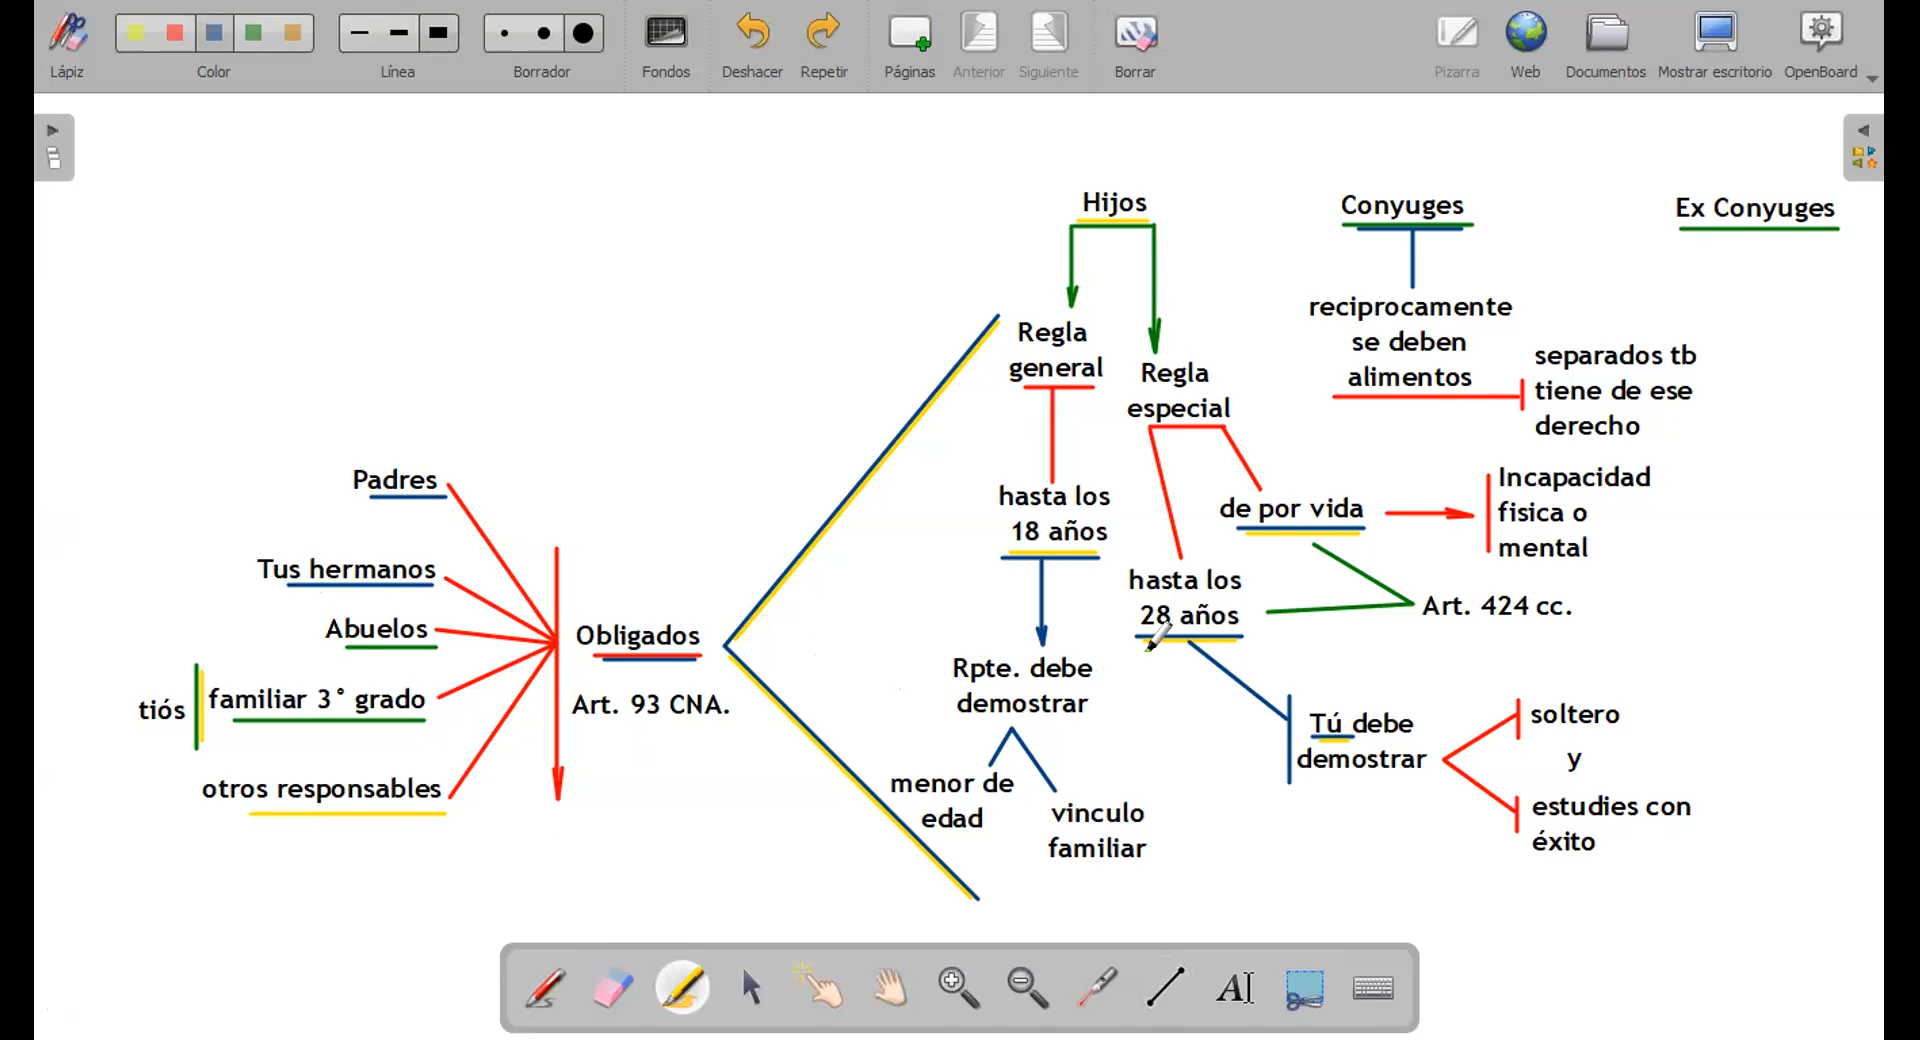 Lápiz
Color
Línea
Borrador
Fondos
Deshacer
Repetir
Páginas
Anterior
Siguiente
Borrar
Pizarra
Web
Documentos
Mostrar escritorio
OpenBoard
Hijos
Conyuges
Ex Conyuges
Regla
general
Regla
especial
reciprocamente
se deben
alimentos
separados tb
tiene de ese
derecho
hasta los
18 años
de por vida
Incapacidad
fisica o
mental
hasta los
28 años
Art. 424 cc.
Padres
Tus hermanos
Abuelos
tiós
familiar 3° grado
otros responsables
Obligados
Art. 93 CNA.
Rpte. debe
demostrar
menor de
edad
vinculo
familiar
Tú debe
demostrar
soltero
y
estudies con
éxito
AI